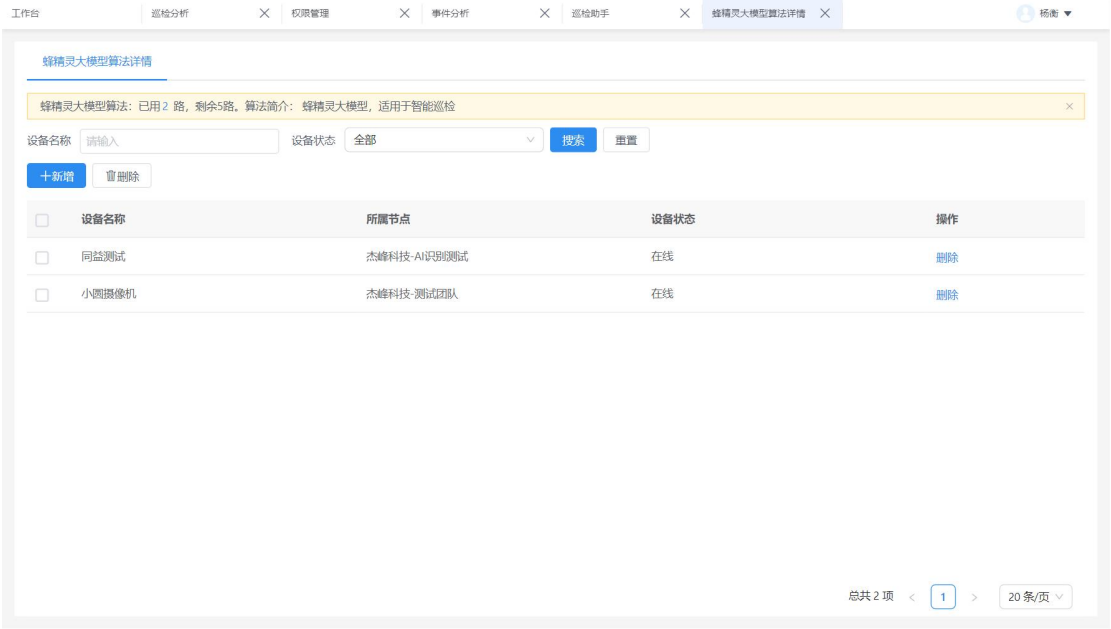 工作台 巡检分析 权限管理 事件分析 巡检助手 蜂精灵大模型算法详情 杨衡
蜂精灵大模型算法详情
蜂精灵大模型算法：已用2 路，剩余5路。算法简介： 蜂精灵大模型，适用于智能巡检
设备名称 请输入 设备状态 全部 搜索 重置
新增 删除
设备名称 所属节点 设备状态 操作
同益测试 杰峰科技-AI识别测试 在线 删除
小圆摄像机 杰峰科技-测试团队 在线 删除
总共 2 项 < 1 > 20 条/页